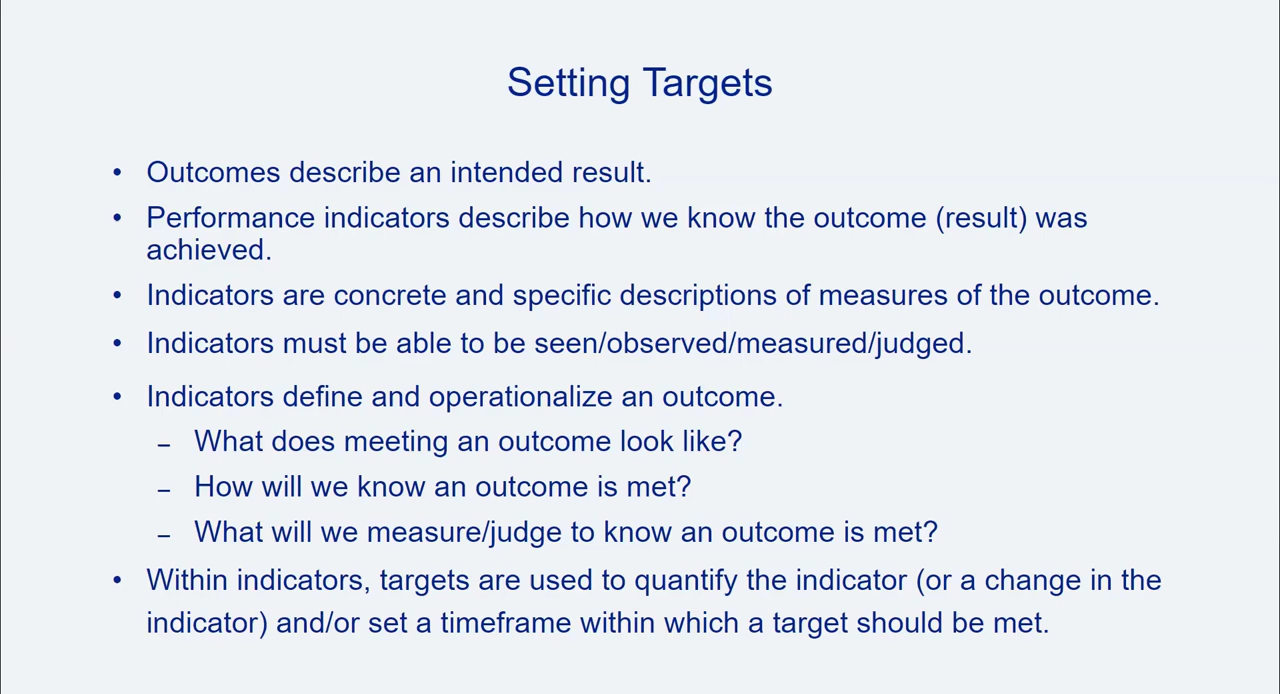 Setting Targets
• Outcomes describe an intended result.
• Performance indicators describe how we know the outcome (result) was
achieved.
• Indicators are concrete and specific descriptions of measures of the outcome.
• Indicators must be able to be seen/observed/measured/judged.
• Indicators define and operationalize an outcome.
– What does meeting an outcome look like?
– How will we know an outcome is met?
– What will we measure/judge to know an outcome is met?
• Within indicators, targets are used to quantify the indicator (or a change in the
indicator) and/or set a timeframe within which a target should be met.